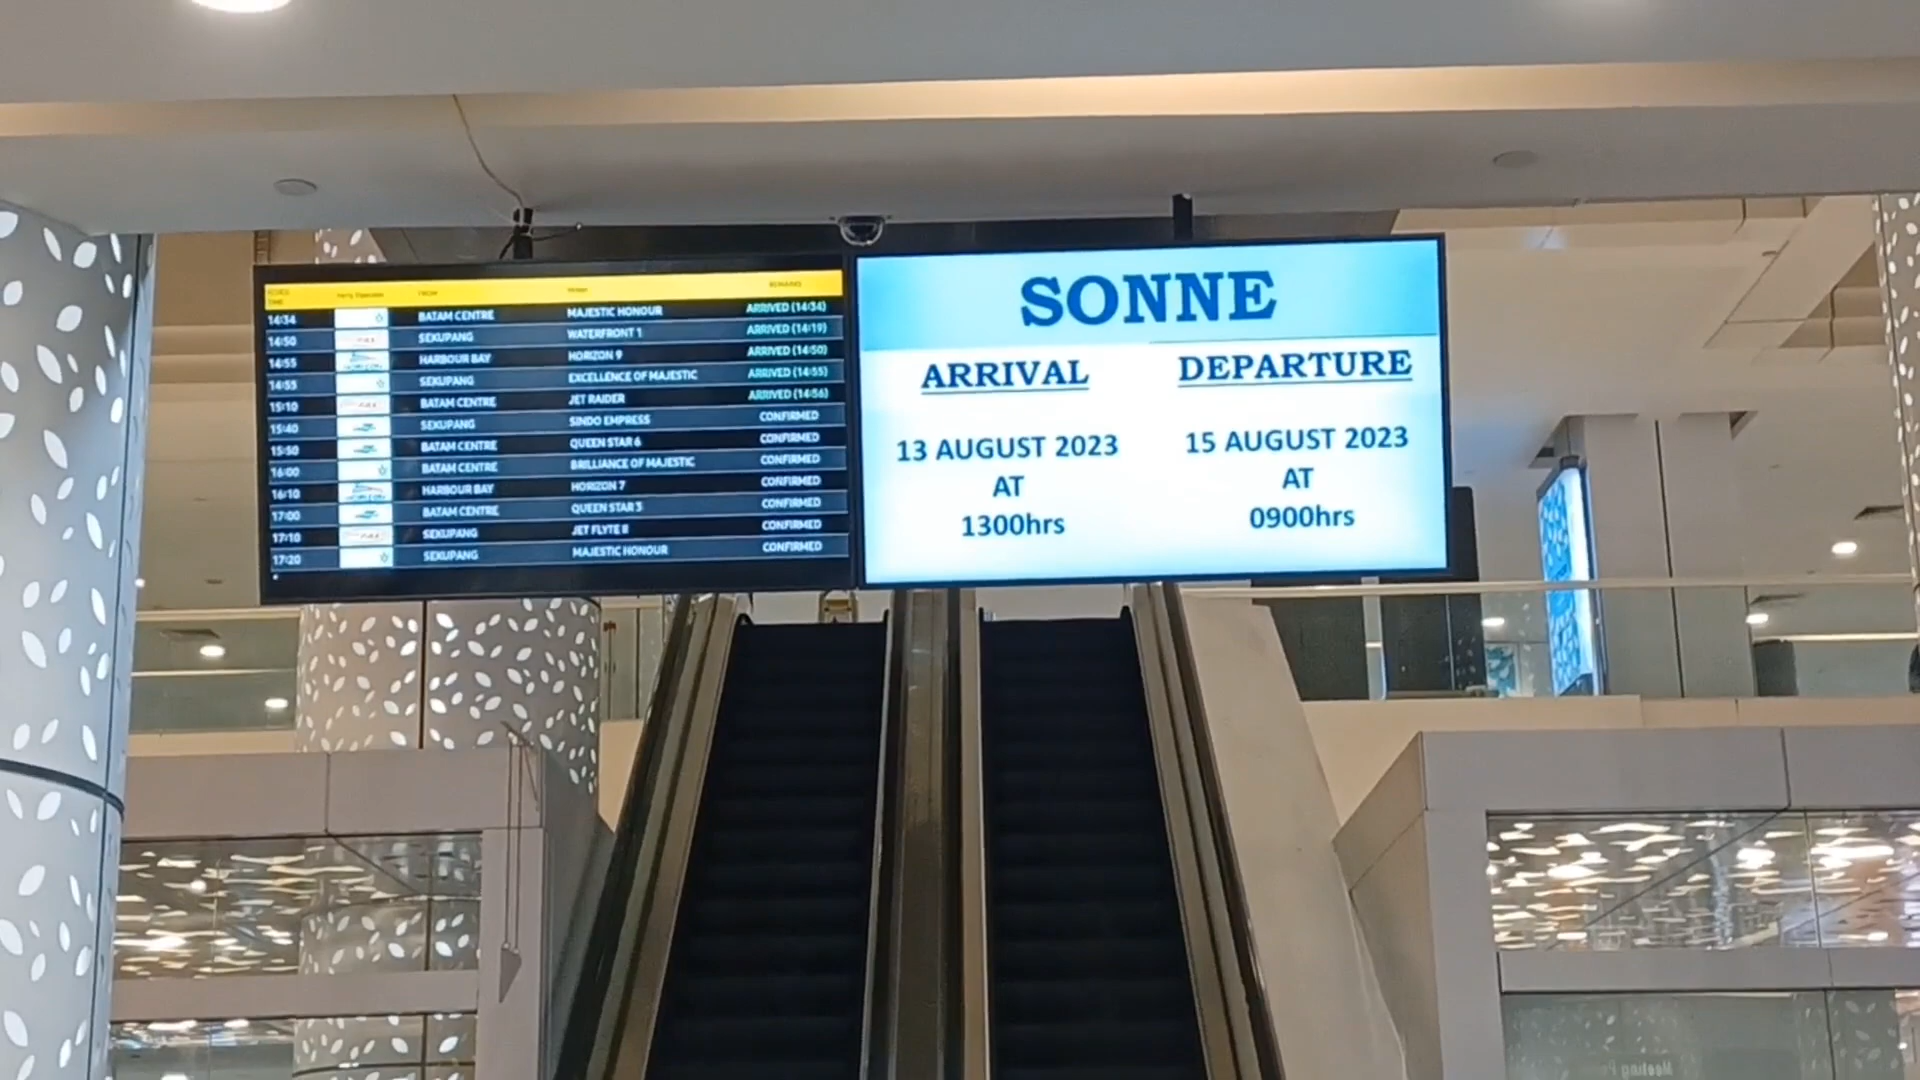 TIME
FROM
REMARKS
14:34 BATAM CENTRE MAJESTIC HONOUR ARRIVED (14:34)
14:50 SEKUPANG WATERFRONT 1 ARRIVED (14:19)
14:55 HARBOUR BAY HORIZON 9 ARRIVED (14:50)
14:55 SEKUPANG EXCELLENCE OF MAJESTIC ARRIVED (14:55)
15:10 BATAM CENTRE JET RAIDER ARRIVED (14:56)
15:40 SEKUPANG SINDO EMPRESS CONFIRMED
15:50 BATAM CENTRE QUEEN STAR 6 CONFIRMED
16:00 BATAM CENTRE BRILLIANCE OF MAJESTIC CONFIRMED
16:10 HARBOUR BAY HORIZON 7 CONFIRMED
17:00 BATAM CENTRE QUEEN STAR 3 CONFIRMED
17:10 SEKUPANG JET FLYTE 8 CONFIRMED
17:20 SEKUPANG MAJESTIC HONOUR CONFIRMED
SONNE
ARRIVAL
13 AUGUST 2023
AT
1300hrs
DEPARTURE
15 AUGUST 2023
AT
0900hrs
Meeting